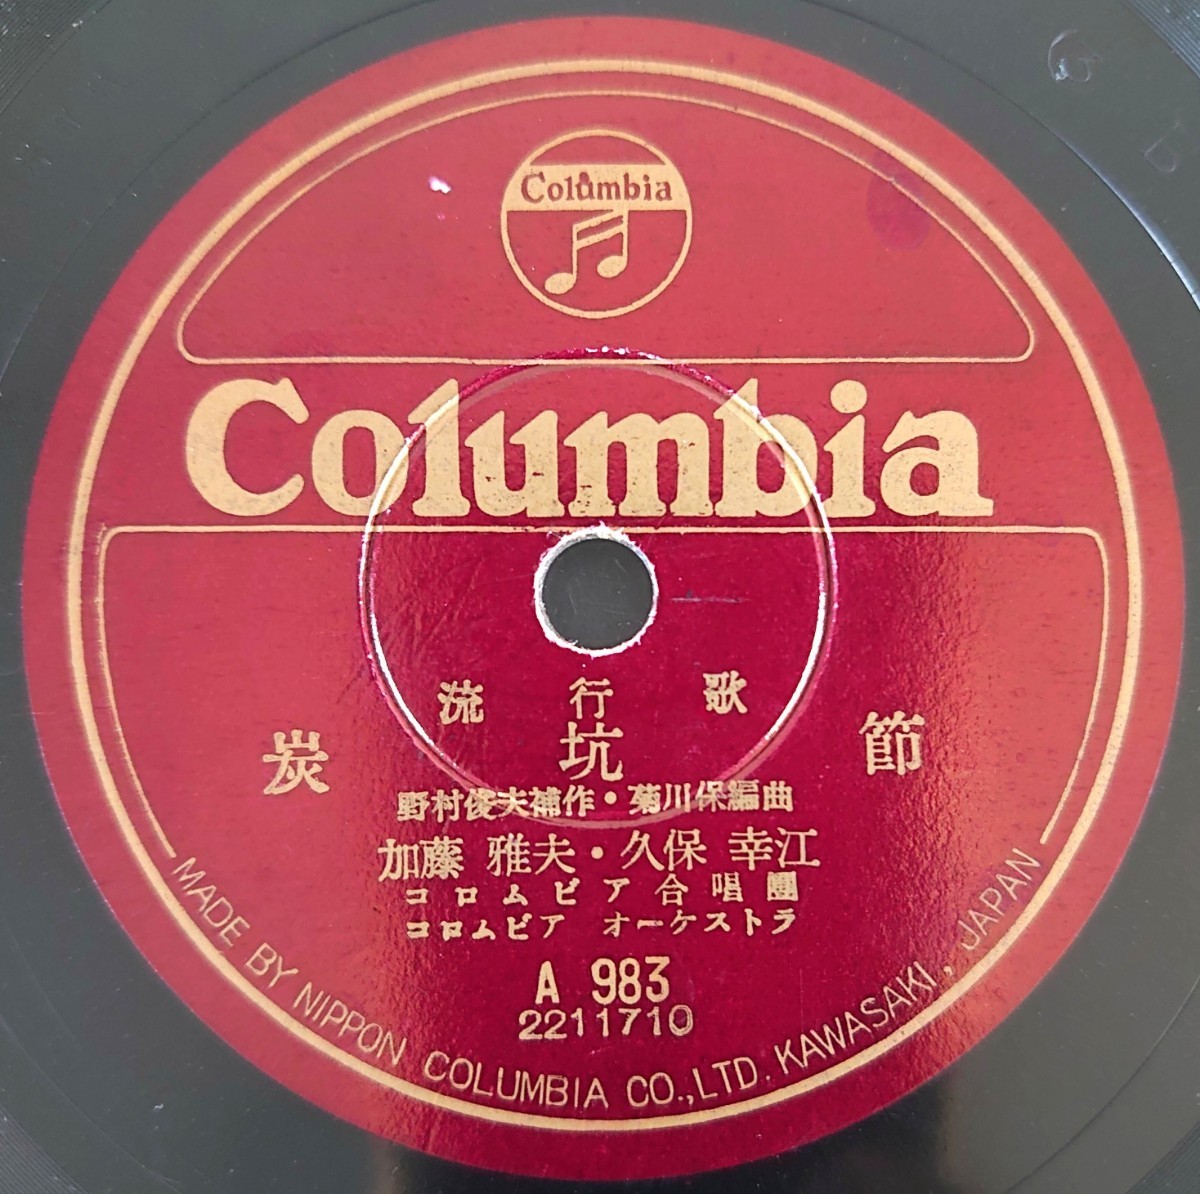 Columbia
Columbia
流行歌
炭坑節
野村俊夫補作・菊川保編曲
加藤 雅夫・久保 幸江
コロムビア合唱團
コロムビア オーケストラ
A 983
2211710
MADE BY NIPPON COLUMBIA CO.,LTD. KAWASAKI, JAPAN